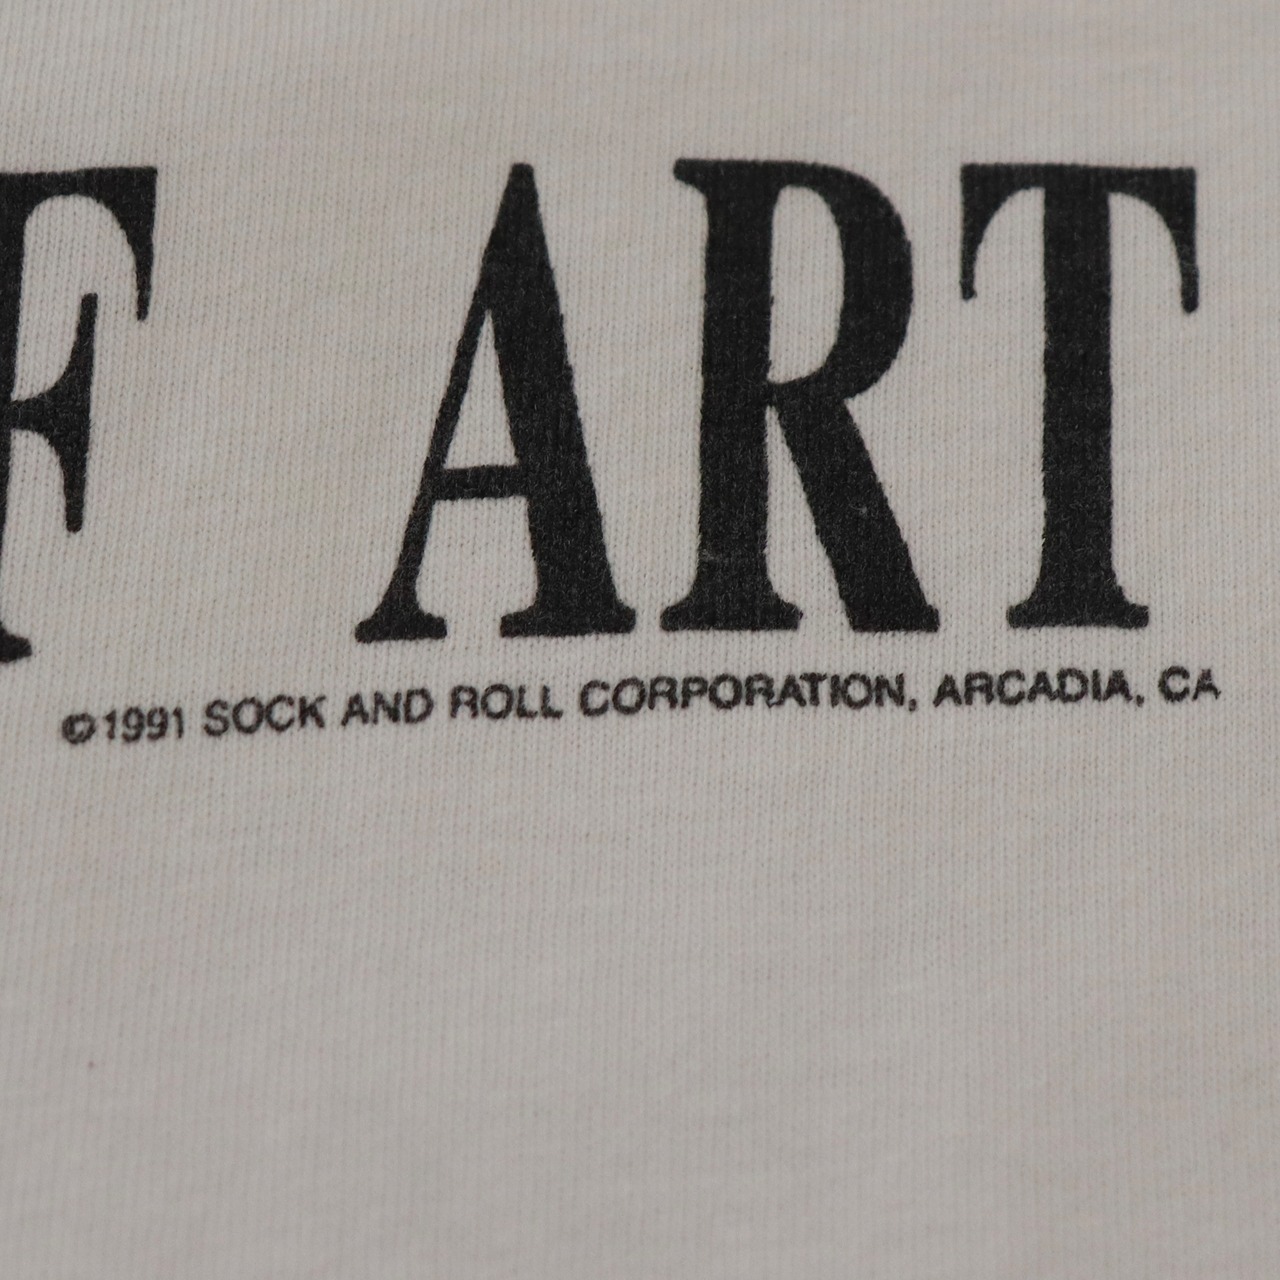 F ART
©1991 SOCK AND ROLL CORPORATION, ARCADIA, CA